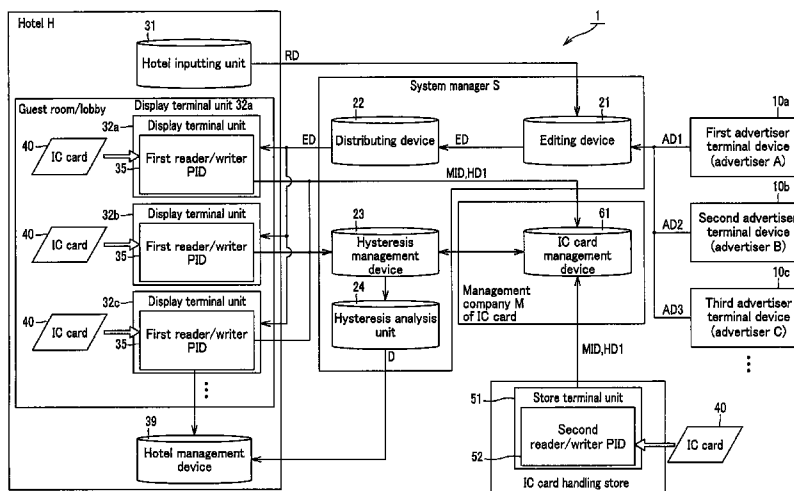 Hotel H
31
Hotel inputting unit
RD
1
System manager S
Guest room/lobby
Display terminal unit 32a
32a
Display terminal unit
40
IC card
First reader/writer
PID
35
22
Distributing device
ED
ED
21
Editing device
10a
AD1
First advertiser
terminal device
(advertiser A)
MID,HD1
32b
Display terminal unit
40
IC card
First reader/writer
PID
35
23
Hysteresis
management
device
61
IC card
management
device
10b
AD2
Second advertiser
terminal device
(advertiser B)
24
Hysteresis analysis
unit
Management
company M
of IC card
32c
Display terminal unit
40
IC card
First reader/writer
PID
35
10c
AD3
Third advertiser
terminal device
(advertiser C)
D
MID,HD1
39
Hotel management
device
51
Store terminal unit
Second
reader/writer PID
52
40
IC card
IC card handling store